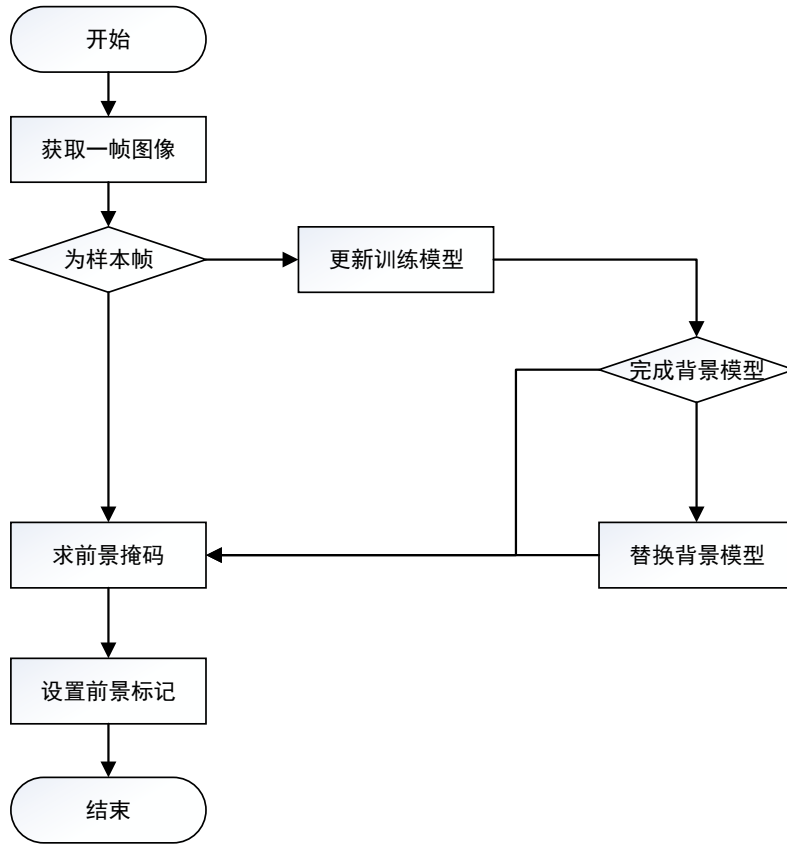 开始
获取一帧图像
为样本帧
更新训练模型
完成背景模型
求前景掩码
替换背景模型
设置前景标记
结束